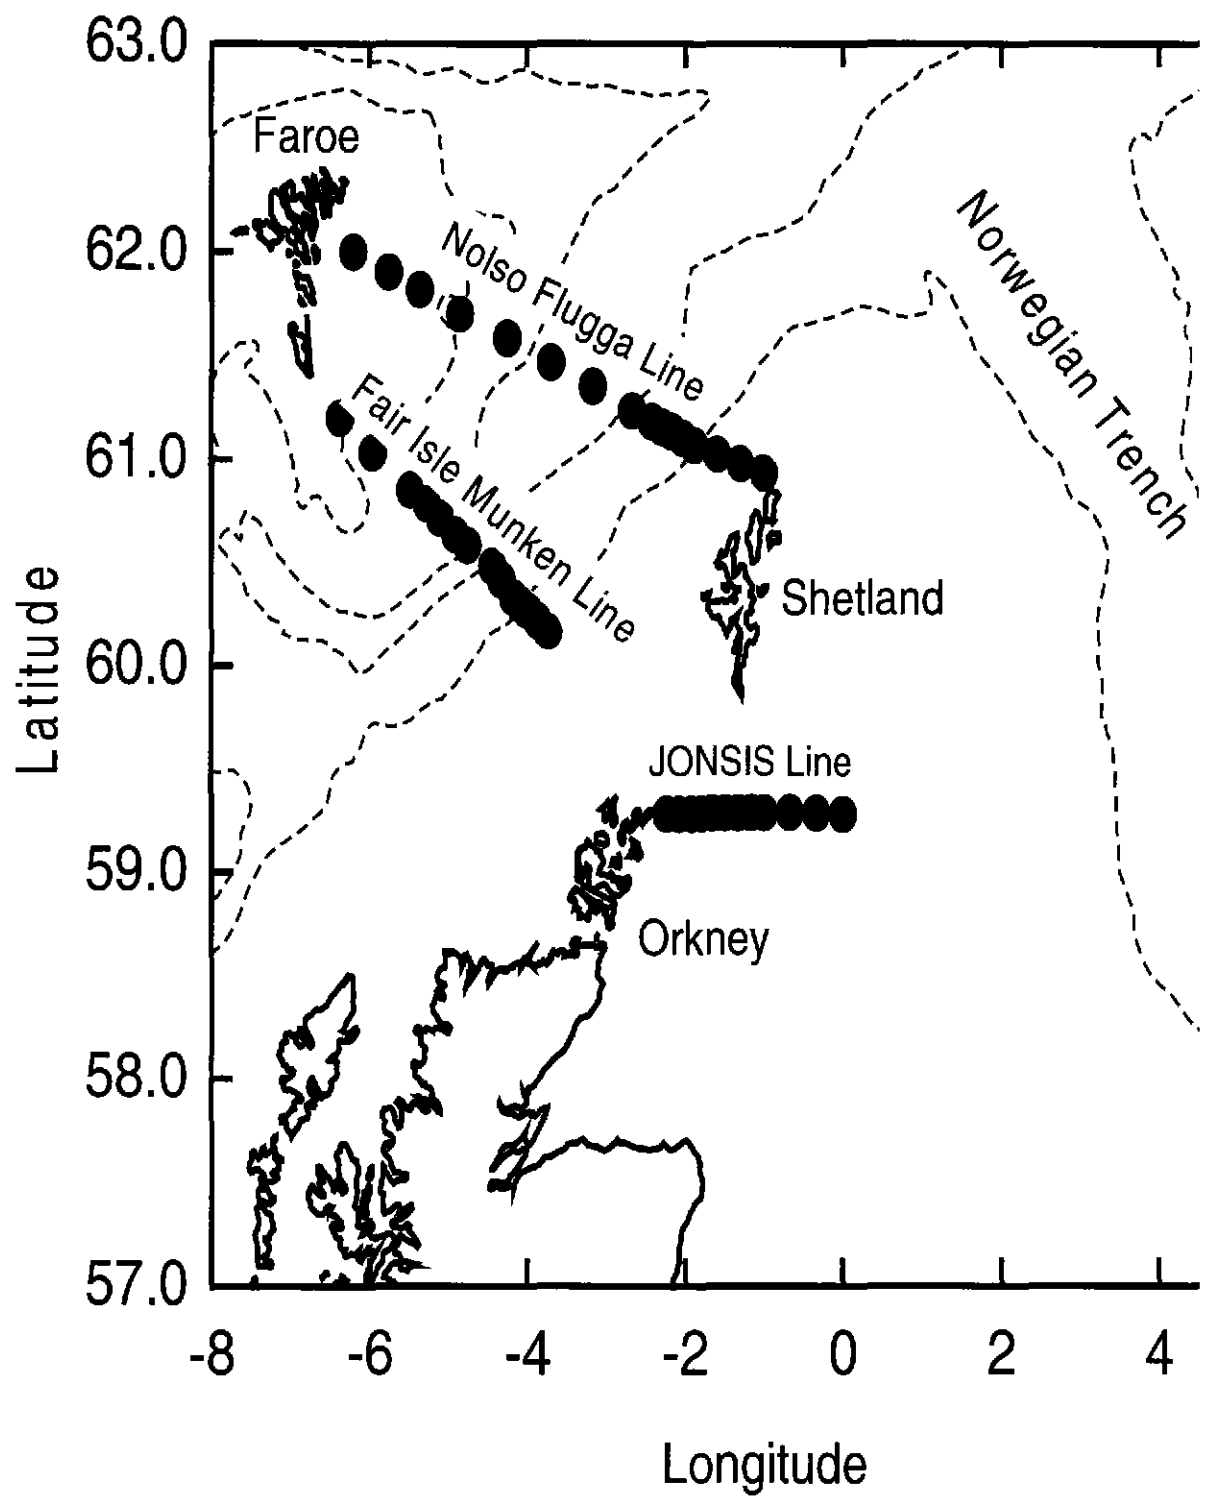 63.0
Faroe
62.0
Nolso Flugga Line
Norwegian Trench
Fair Isle Munken Line
61.0
Shetland
60.0
Latitude
JONSIS Line
59.0
Orkney
58.0
57.0
-8 -6 -4 -2 0 2 4
Longitude